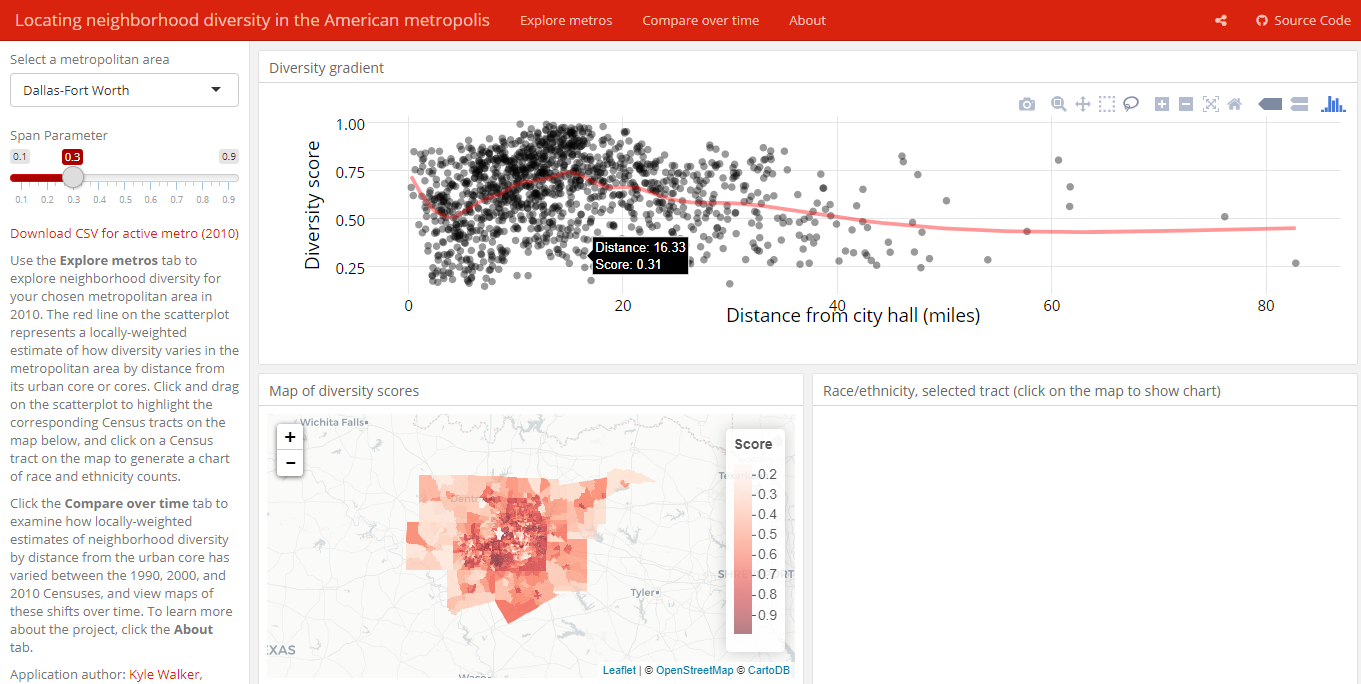 Locating neighborhood diversity in the American metropolis
Explore metros
Compare over time
About
Source Code
Select a metropolitan area
Dallas-Fort Worth
Span Parameter
0.1 0.3 0.9
0.1 0.2 0.3 0.4 0.5 0.6 0.7 0.8 0.9
Download CSV for active metro (2010)
Use the Explore metros tab to
explore neighborhood diversity for
your chosen metropolitan area in
2010. The red line on the scatterplot
represents a locally-weighted
estimate of how diversity varies in the
metropolitan area by distance from
its urban core or cores. Click and drag
on the scatterplot to highlight the
corresponding Census tracts on the
map below, and click on a Census
tract on the map to generate a chart
of race and ethnicity counts.
Click the Compare over time tab to
examine how locally-weighted
estimates of neighborhood diversity
by distance from the urban core has
varied between the 1990, 2000, and
2010 Censuses, and view maps of
these shifts over time. To learn more
about the project, click the About
tab.
Application author: Kyle Walker,
Diversity gradient
Diversity score
1.00
0.75
0.50
0.25
Distance: 16.33
Score: 0.31
0 20 40 60 80
Distance from city hall (miles)
Map of diversity scores
+
−
Wichita Falls
Tyler
EXAS
Score
0.2
0.3
0.4
0.5
0.6
0.7
0.8
0.9
Leaflet | © OpenStreetMap © CartoDB
Race/ethnicity, selected tract (click on the map to show chart)